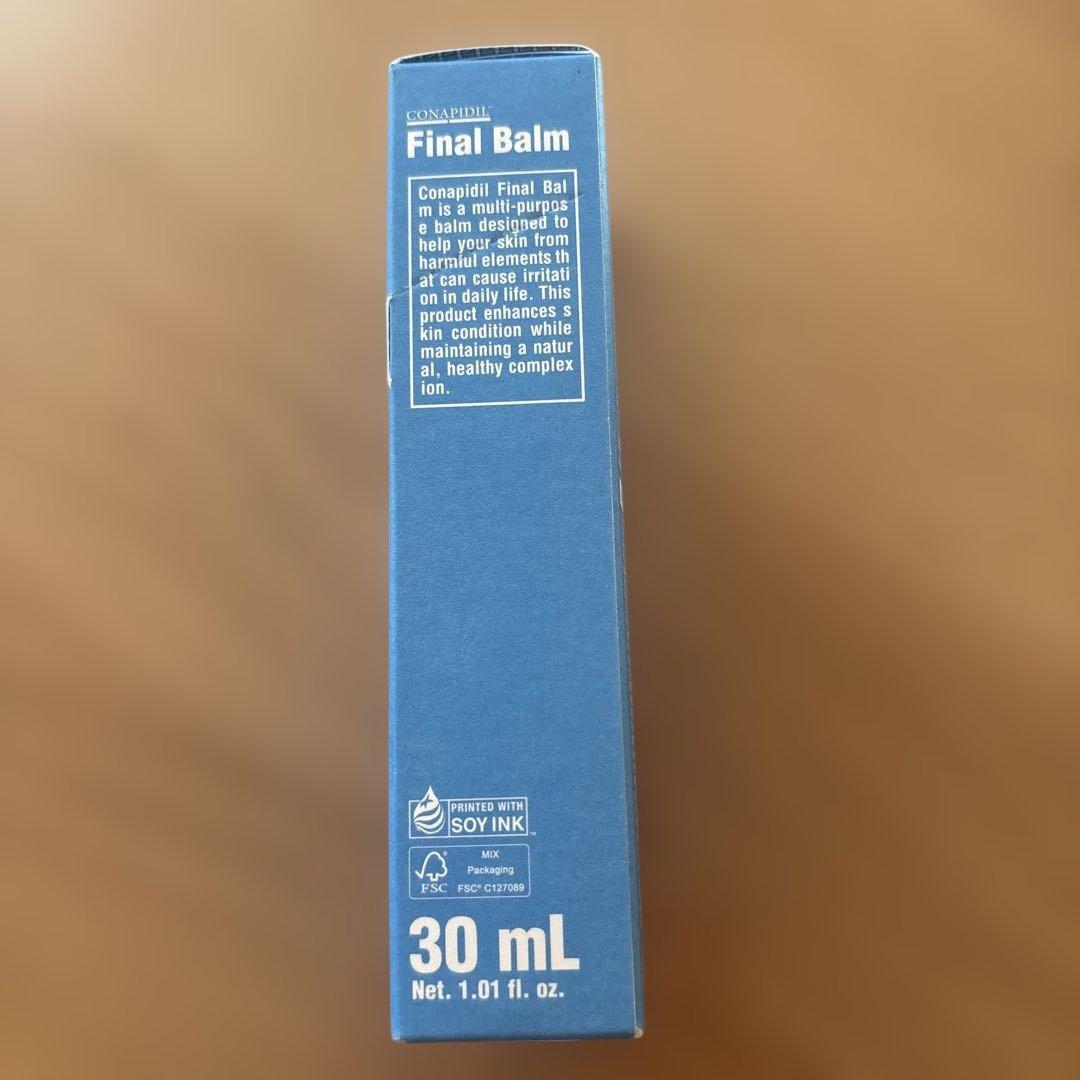 CONAPIDIL™
Final Balm
Conapidil Final Bal
m is a multi-purpos
e balm designed to
help your skin from
harmful elements th
at can cause irritati
on in daily life. This
product enhances s
kin condition while
maintaining a natur
al, healthy complex
ion.
PRINTED WITH
SOY INK™
MIX
Packaging
FSC® C127089
FSC
30 mL
Net. 1.01 fl. oz.